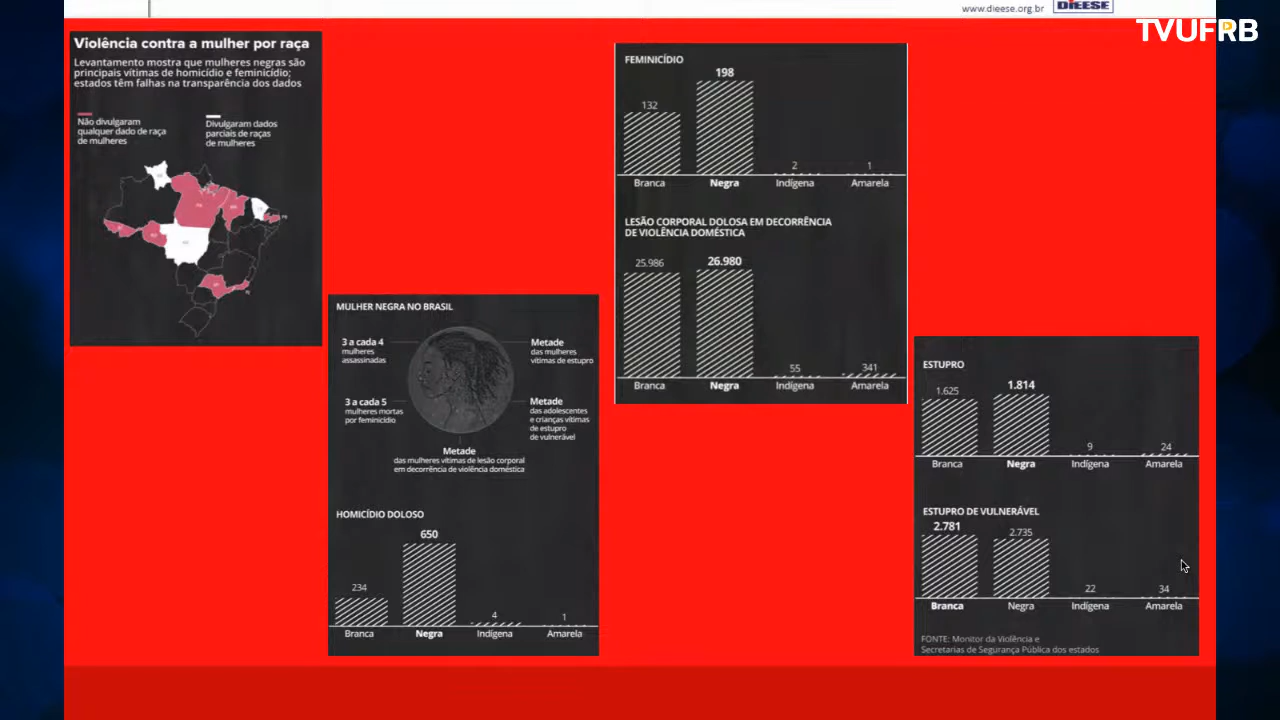 www.dieese.org.br
DIEESE
TVUFRB
Violência contra a mulher por raça
Levantamento mostra que mulheres negras são
principais vítimas de homicídio e feminicídio;
estados têm falhas na transparência dos dados
Não divulgaram
qualquer dado de raça
de mulheres
Divulgaram dados
parciais de raças
de mulheres
MULHER NEGRA NO BRASIL
3 a cada 4
mulheres
assassinadas
Metade
das mulheres
vítimas de estupro
3 a cada 5
mulheres mortas
por feminicídio
Metade
das adolescentes
e crianças vítimas
de estupro
de vulnerável
Metade
das mulheres vítimas de lesão corporal
em decorrência de violência doméstica
HOMICÍDIO DOLOSO
234 650 4 1
Branca Negra Indígena Amarela
FEMINICÍDIO
132 198 2 1
Branca Negra Indígena Amarela
LESÃO CORPORAL DOLOSA EM DECORRÊNCIA
DE VIOLÊNCIA DOMÉSTICA
25.986 26.980 55 341
Branca Negra Indígena Amarela
ESTUPRO
1.625 1.814 9 24
Branca Negra Indígena Amarela
ESTUPRO DE VULNERÁVEL
2.781 2.735 22 34
Branca Negra Indígena Amarela
FONTE: Monitor da Violência e
Secretarias de Segurança Pública dos estados